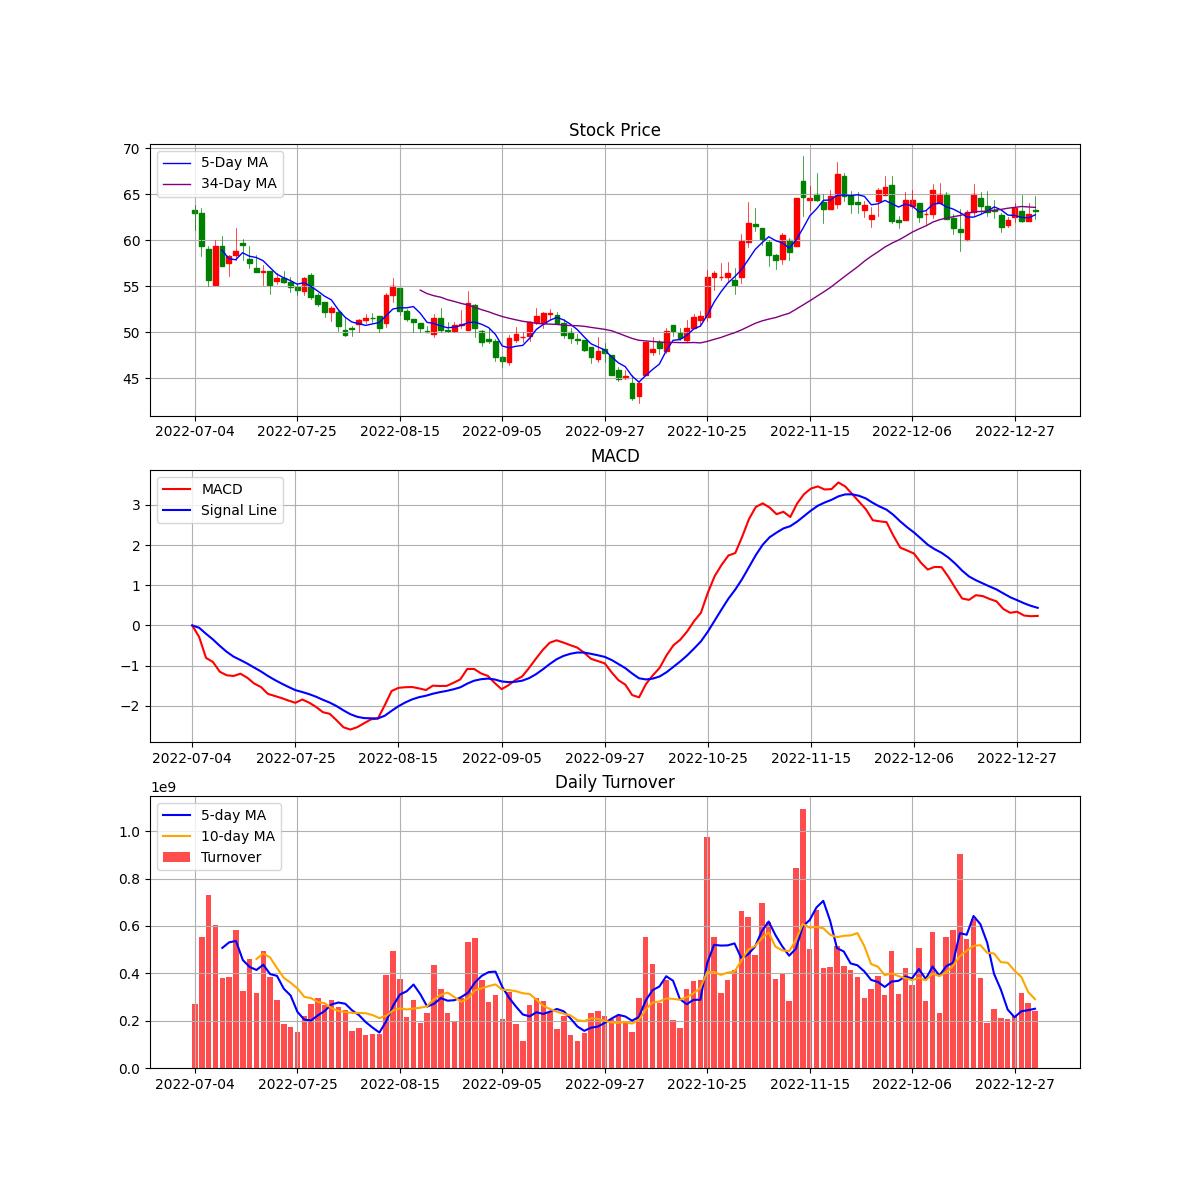 Stock Price
70
65
60
55
50
45
5-Day MA
34-Day MA
2022-07-04 2022-07-25 2022-08-15 2022-09-05 2022-09-27 2022-10-25 2022-11-15 2022-12-06 2022-12-27
MACD
3
2
1
0
−1
−2
MACD
Signal Line
2022-07-04 2022-07-25 2022-08-15 2022-09-05 2022-09-27 2022-10-25 2022-11-15 2022-12-06 2022-12-27
Daily Turnover
1e9
1.0
0.8
0.6
0.4
0.2
0.0
5-day MA
10-day MA
Turnover
2022-07-04 2022-07-25 2022-08-15 2022-09-05 2022-09-27 2022-10-25 2022-11-15 2022-12-06 2022-12-27